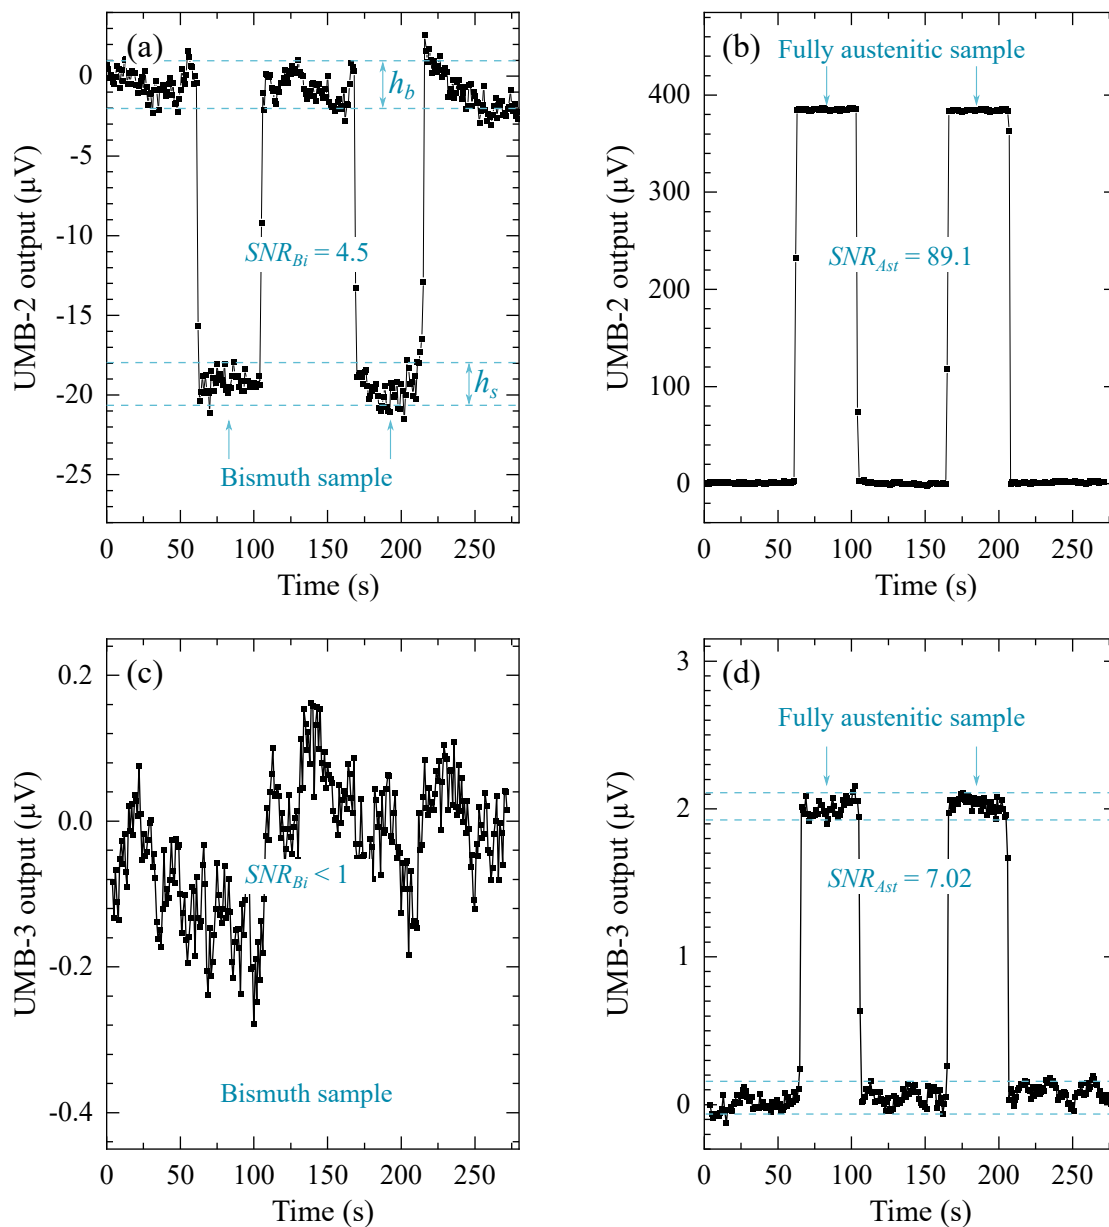 (a)
h_b
SNR_Bi = 4.5
h_s
Bismuth sample
0
-5
-10
-15
-20
-25
UMB-2 output (μV)
0
50
100
150
200
250
Time (s)
(b)
Fully austenitic sample
SNR_Ast = 89.1
400
300
200
100
0
UMB-2 output (μV)
0
50
100
150
200
250
Time (s)
(c)
SNR_Bi < 1
Bismuth sample
0.2
0.0
-0.2
-0.4
UMB-3 output (μV)
0
50
100
150
200
250
Time (s)
(d)
Fully austenitic sample
SNR_Ast = 7.02
3
2
1
0
UMB-3 output (μV)
0
50
100
150
200
250
Time (s)